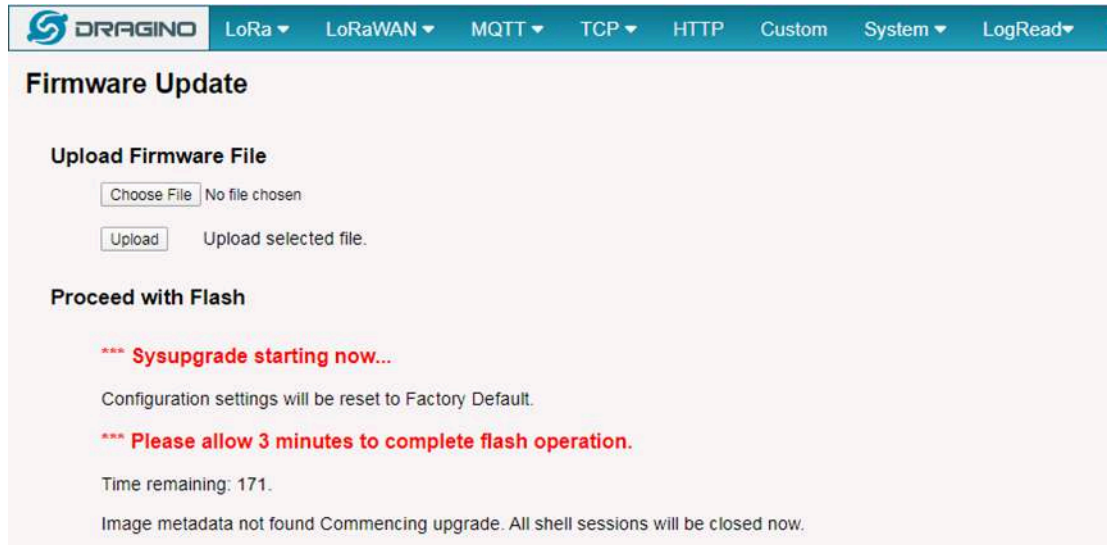 DRAGINO LoRa LoRaWAN MQTT TCP HTTP Custom System LogRead
Firmware Update
Upload Firmware File
Choose File No file chosen
Upload Upload selected file.
Proceed with Flash
*** Sysupgrade starting now...
Configuration settings will be reset to Factory Default.
*** Please allow 3 minutes to complete flash operation.
Time remaining: 171.
Image metadata not found Commencing upgrade. All shell sessions will be closed now.